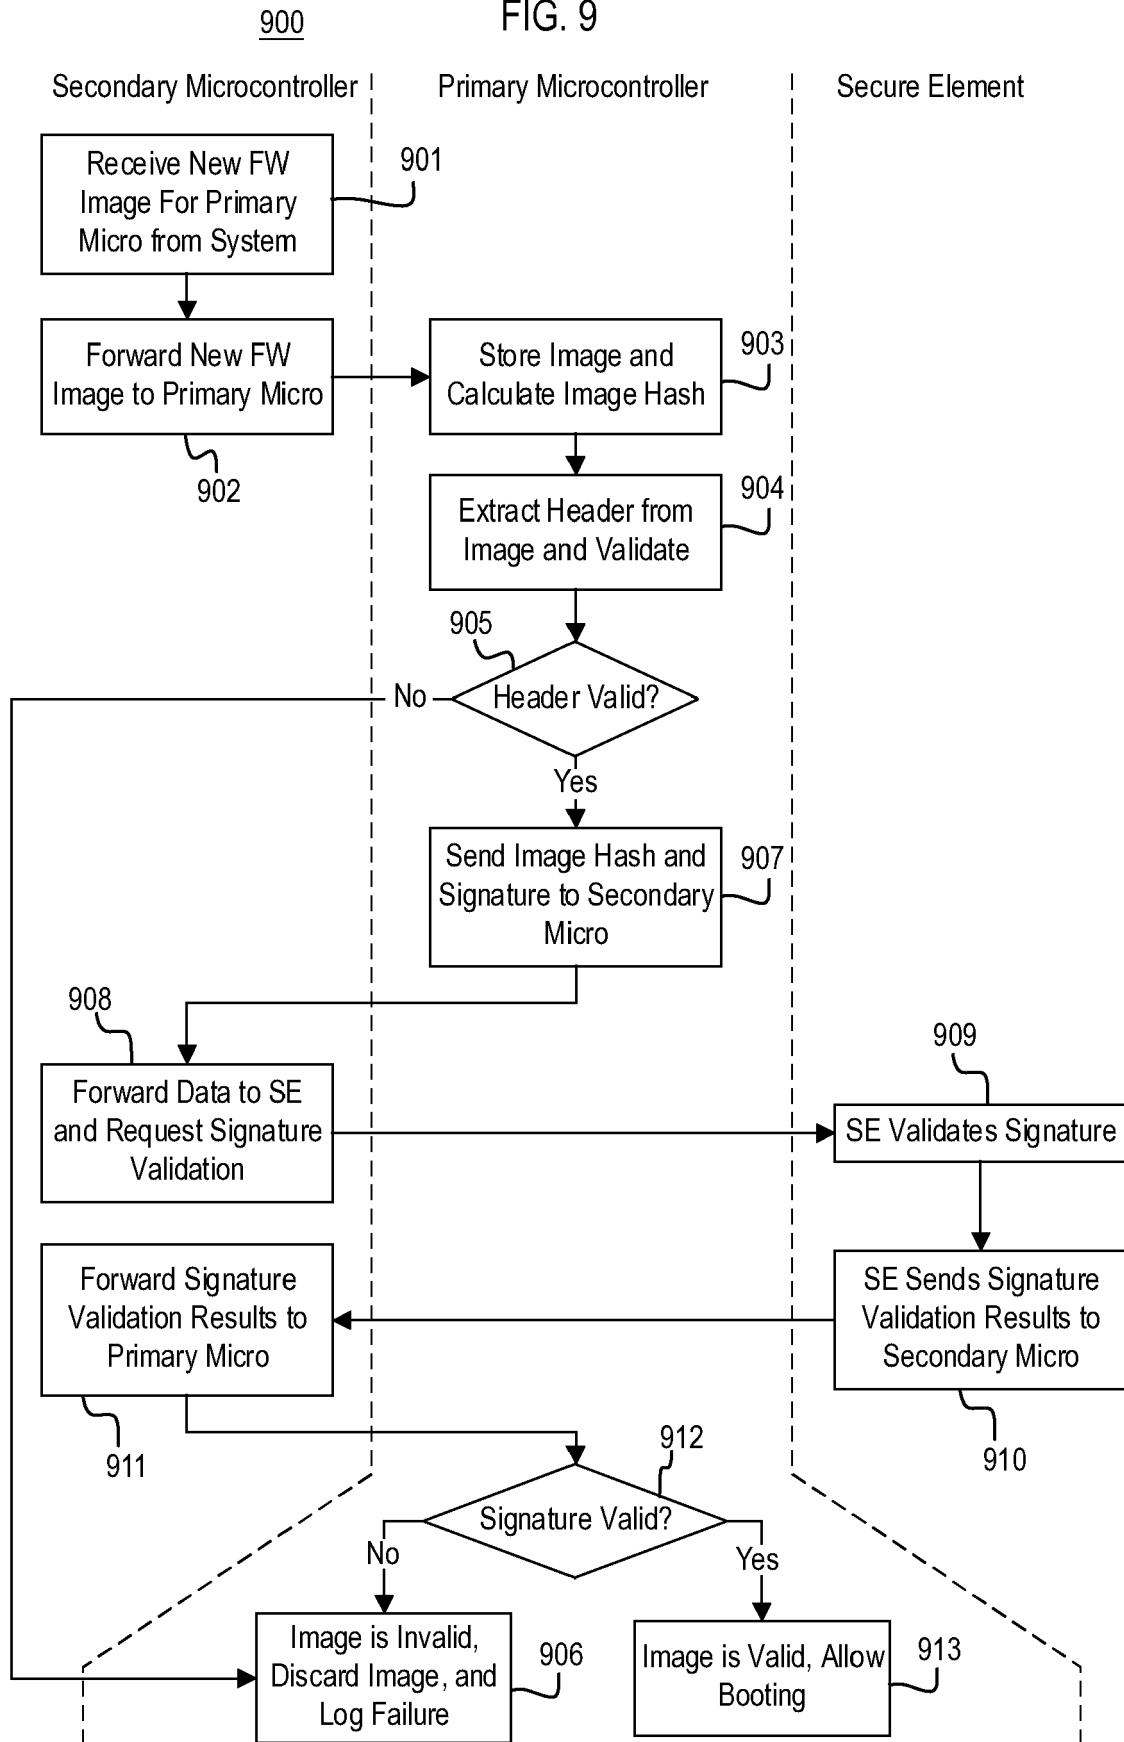 900
FIG. 9
Secondary Microcontroller
Primary Microcontroller
Secure Element
Receive New FW
Image For Primary
Micro from System
901
Forward New FW
Image to Primary Micro
902
Store Image and
Calculate Image Hash
903
Extract Header from
Image and Validate
904
905
Header Valid?
No
Yes
Send Image Hash and
Signature to Secondary
Micro
907
908
Forward Data to SE
and Request Signature
Validation
909
SE Validates Signature
SE Sends Signature
Validation Results to
Secondary Micro
910
Forward Signature
Validation Results to
Primary Micro
911
912
Signature Valid?
No
Yes
Image is Invalid,
Discard Image, and
Log Failure
906
Image is Valid, Allow
Booting
913